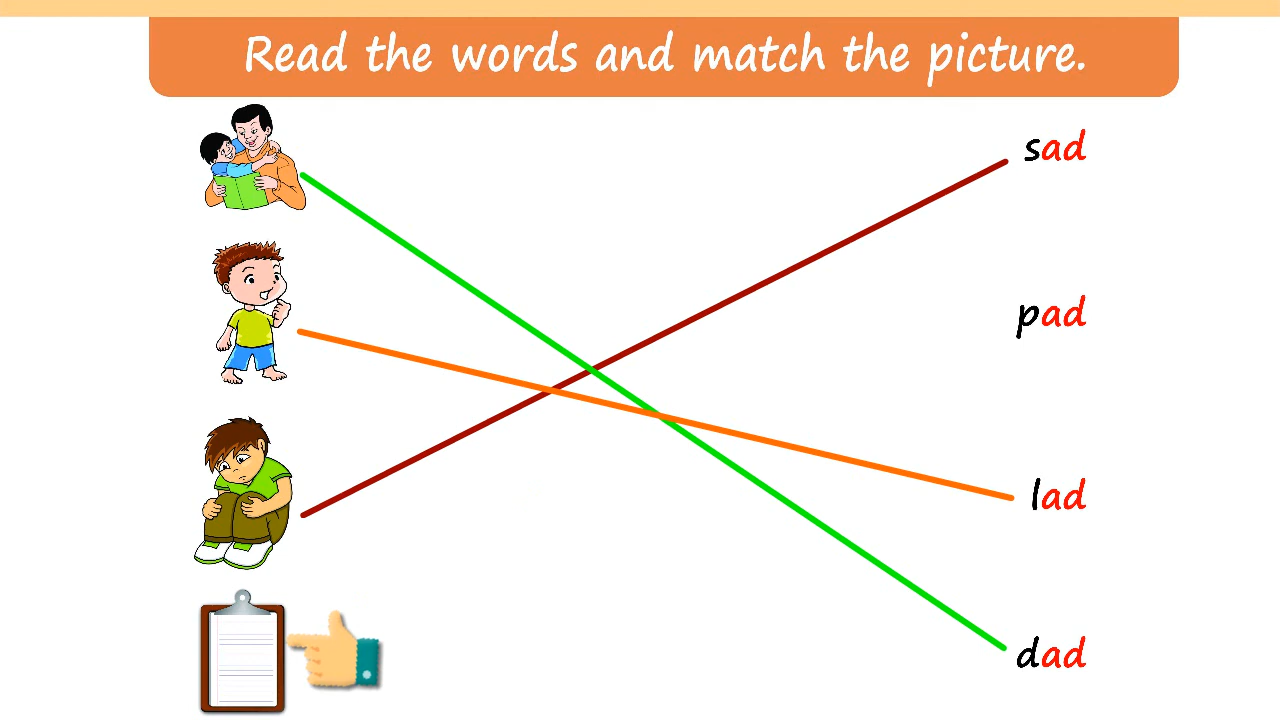 Read the words and match the picture.
sad
pad
lad
dad